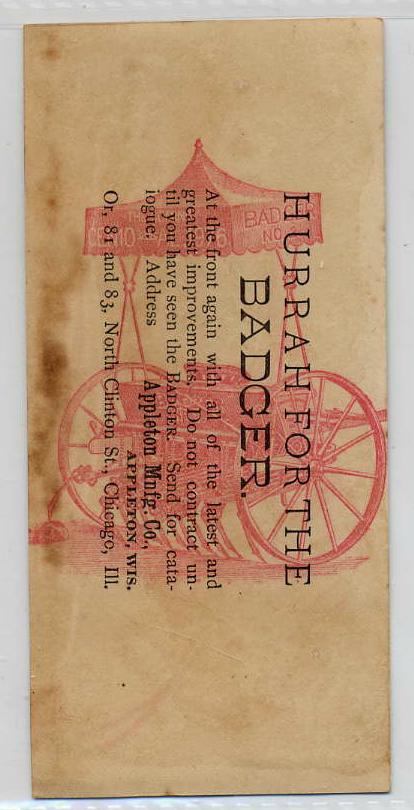 HURRAH FOR THE
BADGER.
At the front again with all of the latest and
greatest improvements. Do not contract un-
til you have seen the BADGER. Send for cata-
logue. Address
Appleton Mnfg. Co.,
APPLETON, WIS.
Or, 81 and 83, North Clinton St., Chicago, Ill.
BAD
NO